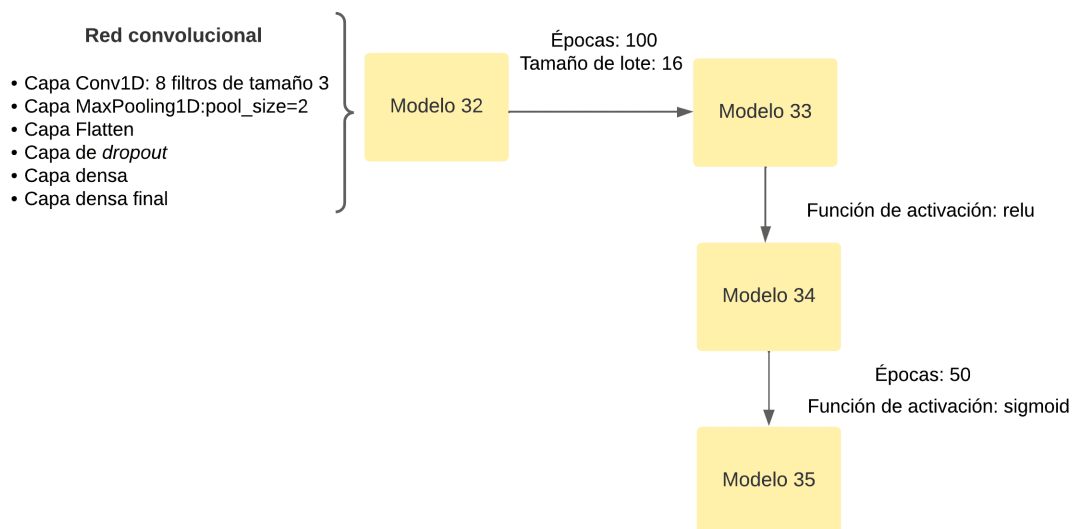 Red convolucional
• Capa Conv1D: 8 filtros de tamaño 3
• Capa MaxPooling1D:pool_size=2
• Capa Flatten
• Capa de dropout
• Capa densa
• Capa densa final
Modelo 32
Épocas: 100
Tamaño de lote: 16
Modelo 33
Función de activación: relu
Modelo 34
Épocas: 50
Función de activación: sigmoid
Modelo 35